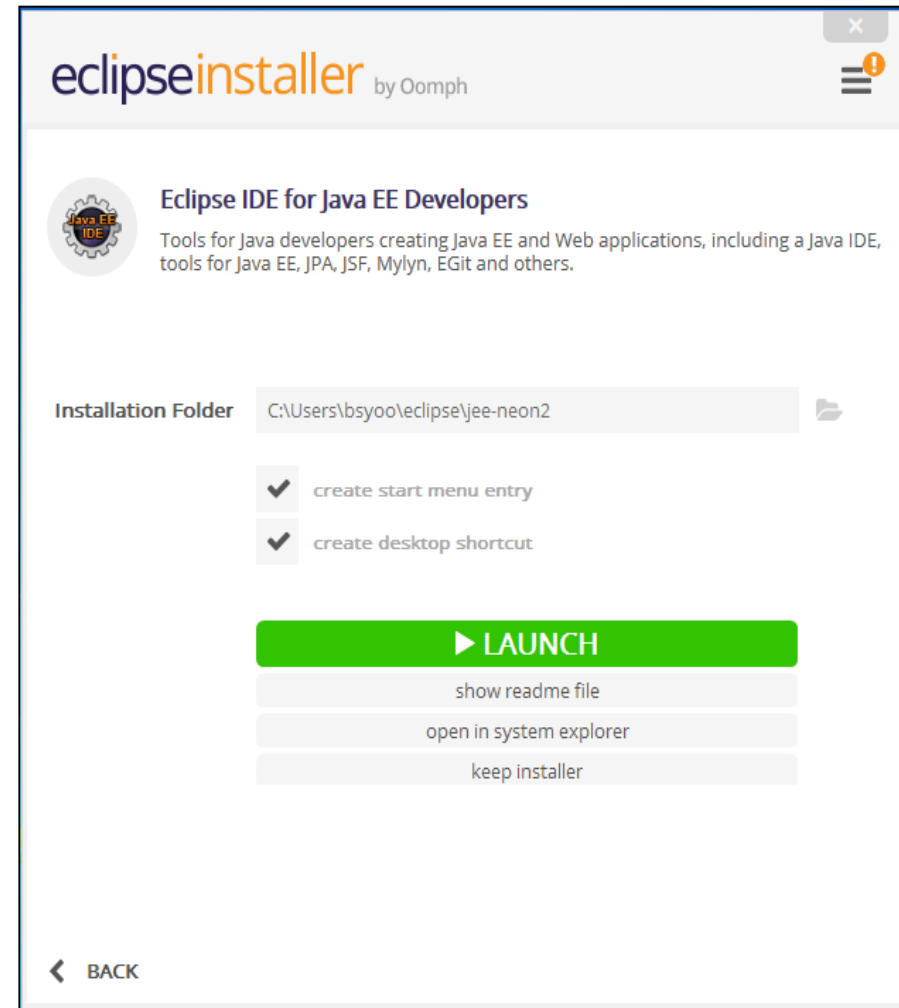 eclipseinstaller by Oomph
Java EE
IDE
Eclipse IDE for Java EE Developers
Tools for Java developers creating Java EE and Web applications, including a Java IDE,
tools for Java EE, JPA, JSF, Mylyn, EGit and others.
Installation Folder C:\Users\bsyoo\eclipse\jee-neon2
create start menu entry
create desktop shortcut
LAUNCH
show readme file
open in system explorer
keep installer
BACK